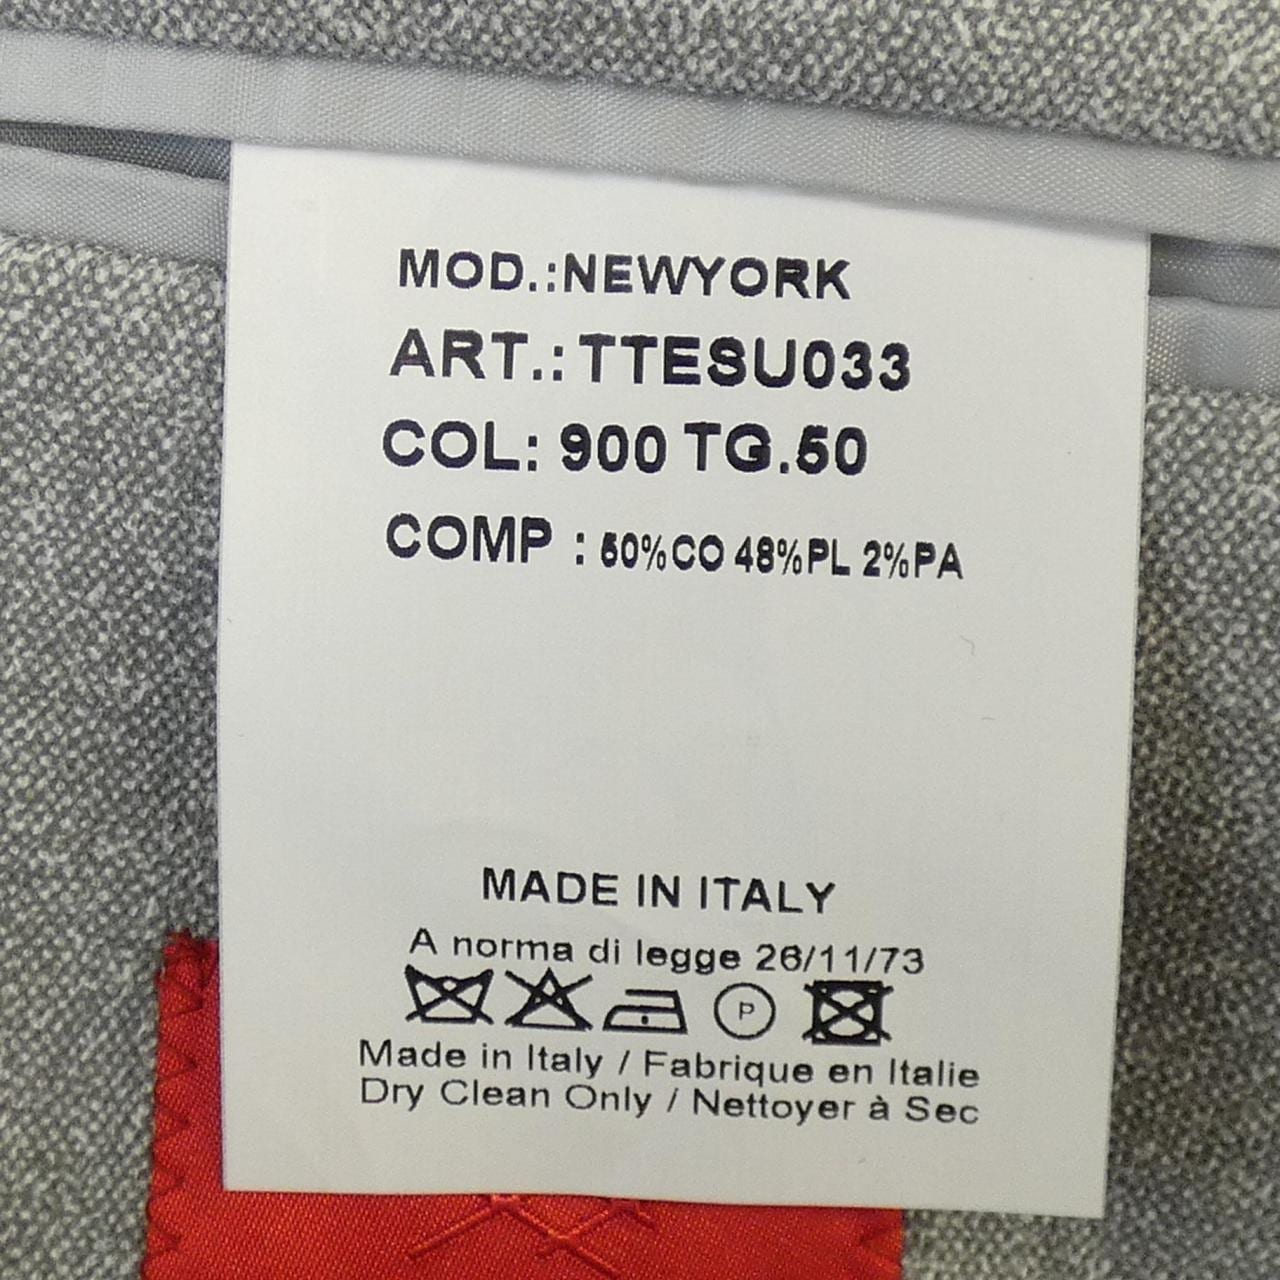 MOD.:NEWYORK
ART.:TTESU033
COL: 900 TG.50
COMP : 50%CO 48%PL 2%PA
MADE IN ITALY
A norma di legge 26/11/73
P
Made in Italy / Fabrique en Italie
Dry Clean Only / Nettoyer à Sec